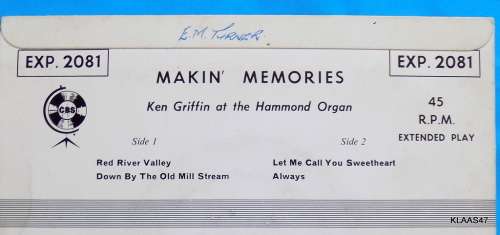 E.M. Turner.
EXP. 2081
EXP. 2081
MAKIN' MEMORIES
Ken Griffin at the Hammond Organ
CBS
45
R.P.M.
EXTENDED PLAY
Side 1
Side 2
Red River Valley
Down By The Old Mill Stream
Let Me Call You Sweetheart
Always
KLAAS47